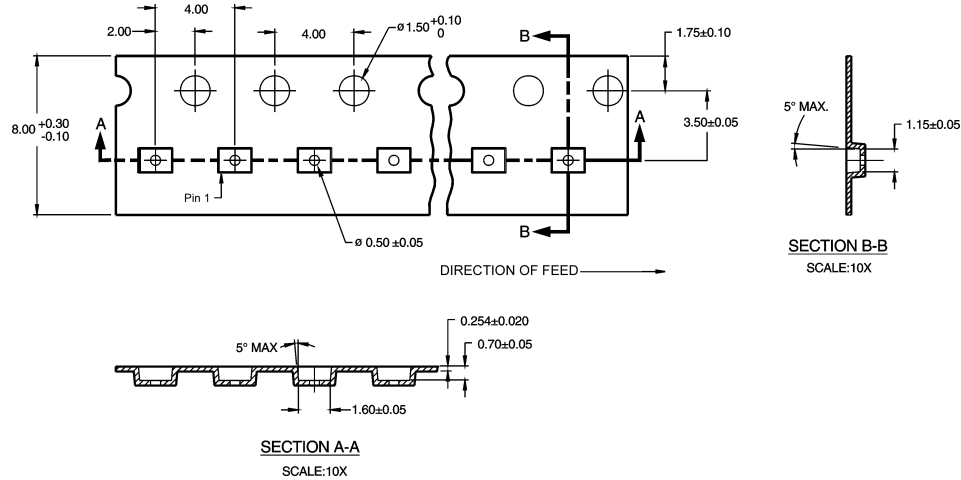 4.00
2.00
4.00
ø1.50 +0.10
0
B
1.75±0.10
8.00 +0.30
-0.10
A
A
3.50±0.05
5° MAX.
1.15±0.05
Pin 1
B
ø 0.50 ±0.05
SECTION B-B
SCALE:10X
DIRECTION OF FEED
0.254±0.020
5° MAX
0.70±0.05
1.60±0.05
SECTION A-A
SCALE:10X